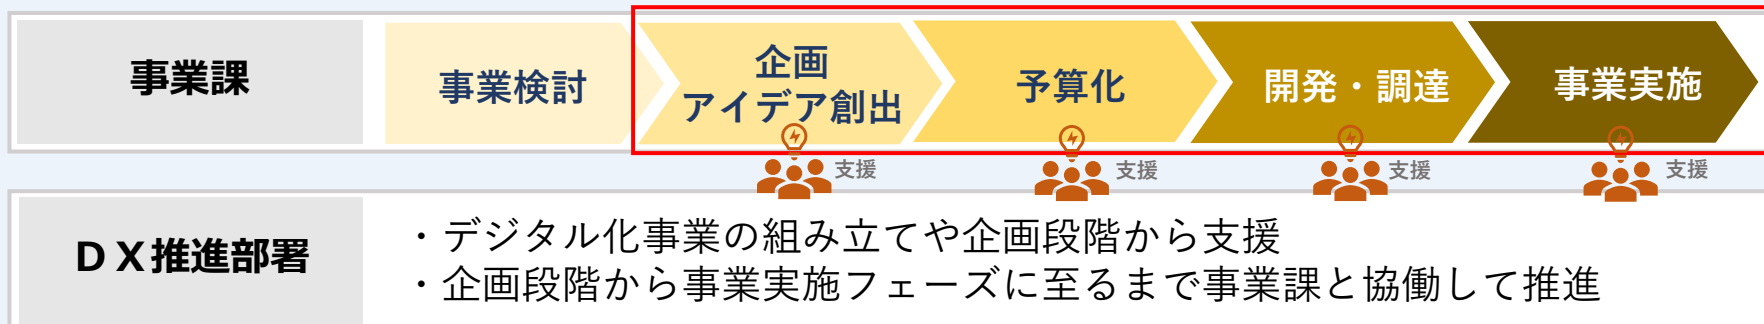 事業課
事業検討
企画
アイデア創出
予算化
開発・調達
事業実施
支援
支援
支援
支援
ＤＸ推進部署
・デジタル化事業の組み立てや企画段階から支援
・企画段階から事業実施フェーズに至るまで事業課と協働して推進